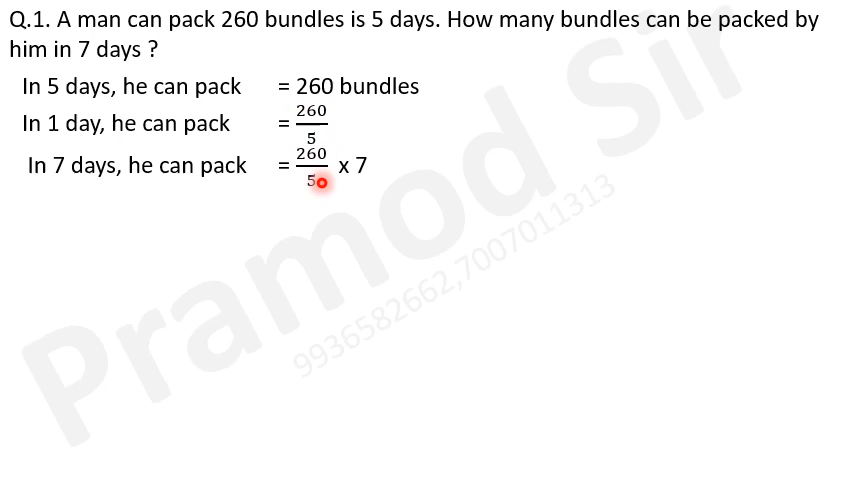 Q.1. A man can pack 260 bundles is 5 days. How many bundles can be packed by
him in 7 days ?
In 5 days, he can pack = 260 bundles
In 1 day, he can pack = 260/5
In 7 days, he can pack = 260/5 x 7
Pramod Sir
9936582662,7007011313